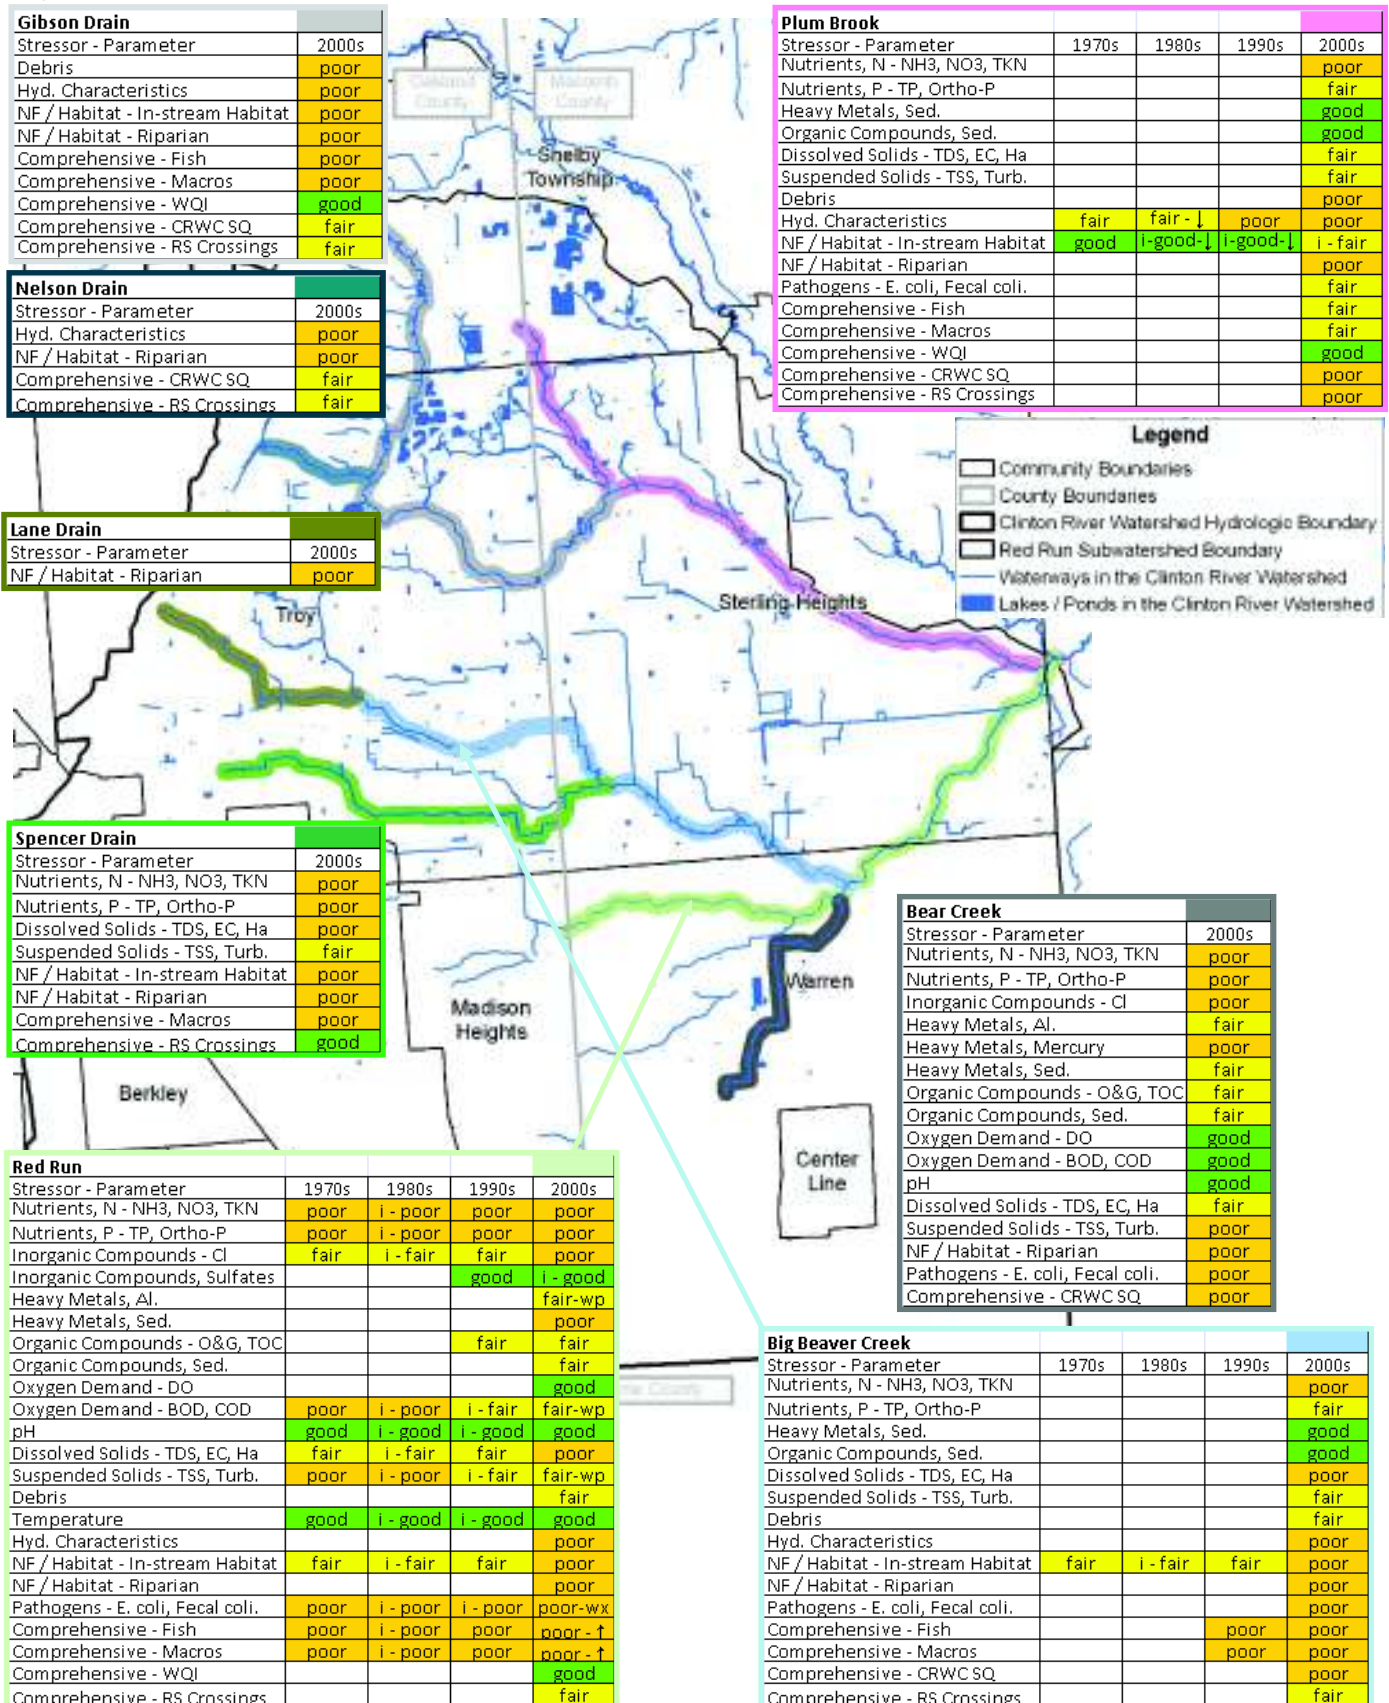 Gibson Drain
Stressor - Parameter 2000s
Debris poor
Hyd. Characteristics poor
NF / Habitat - In-stream Habitat poor
NF / Habitat - Riparian poor
Comprehensive - Fish poor
Comprehensive - Macros poor
Comprehensive - WQI good
Comprehensive - CRWC SQ fair
Comprehensive - RS Crossings fair
Nelson Drain
Stressor - Parameter 2000s
Hyd. Characteristics poor
NF / Habitat - Riparian poor
Comprehensive - CRWC SQ fair
Comprehensive - RS Crossings fair
Lane Drain
Stressor - Parameter 2000s
NF / Habitat - Riparian poor
Oakland
County
Macomb
County
Shelby
Township
Plum Brook
Stressor - Parameter 1970s 1980s 1990s 2000s
Nutrients, N - NH3, NO3, TKN poor
Nutrients, P - TP, Ortho-P fair
Heavy Metals, Sed. good
Organic Compounds, Sed. good
Dissolved Solids - TDS, EC, Ha fair
Suspended Solids - TSS, Turb. fair
Debris poor
Hyd. Characteristics fair fair - ↓ poor poor
NF / Habitat - In-stream Habitat good i-good-↓ i-good-↓ i - fair
NF / Habitat - Riparian poor
Pathogens - E. coli, Fecal coli. fair
Comprehensive - Fish fair
Comprehensive - Macros fair
Comprehensive - WQI good
Comprehensive - CRWC SQ poor
Comprehensive - RS Crossings poor
Legend
Community Boundaries
County Boundaries
Clinton River Watershed Hydrologic Boundary
Red Run Subwatershed Boundary
Waterways in the Clinton River Watershed
Lakes / Ponds in the Clinton River Watershed
Troy
Sterling Heights
Spencer Drain
Stressor - Parameter 2000s
Nutrients, N - NH3, NO3, TKN poor
Nutrients, P - TP, Ortho-P poor
Dissolved Solids - TDS, EC, Ha poor
Suspended Solids - TSS, Turb. fair
NF / Habitat - In-stream Habitat poor
NF / Habitat - Riparian poor
Comprehensive - Macros poor
Comprehensive - RS Crossings good
Madison
Heights
Warren
Berkley
Center
Line
Bear Creek
Stressor - Parameter 2000s
Nutrients, N - NH3, NO3, TKN poor
Nutrients, P - TP, Ortho-P poor
Inorganic Compounds - Cl poor
Heavy Metals, Al. fair
Heavy Metals, Mercury poor
Heavy Metals, Sed. fair
Organic Compounds - O&G, TOC fair
Organic Compounds, Sed. fair
Oxygen Demand - DO good
Oxygen Demand - BOD, COD good
pH good
Dissolved Solids - TDS, EC, Ha fair
Suspended Solids - TSS, Turb. poor
NF / Habitat - Riparian poor
Pathogens - E. coli, Fecal coli. poor
Comprehensive - CRWC SQ poor
Red Run
Stressor - Parameter 1970s 1980s 1990s 2000s
Nutrients, N - NH3, NO3, TKN poor i - poor poor poor
Nutrients, P - TP, Ortho-P poor i - poor poor poor
Inorganic Compounds - Cl fair i - fair fair poor
Inorganic Compounds, Sulfates good i - good
Heavy Metals, Al. fair-wp
Heavy Metals, Sed. poor
Organic Compounds - O&G, TOC fair fair
Organic Compounds, Sed. fair
Oxygen Demand - DO good
Oxygen Demand - BOD, COD poor i - poor i - fair fair-wp
pH good i - good i - good good
Dissolved Solids - TDS, EC, Ha fair i - fair fair poor
Suspended Solids - TSS, Turb. poor i - poor i - fair fair-wp
Debris fair
Temperature good i - good i - good good
Hyd. Characteristics poor
NF / Habitat - In-stream Habitat fair i - fair fair poor
NF / Habitat - Riparian poor
Pathogens - E. coli, Fecal coli. poor i - poor i - poor poor-wx
Comprehensive - Fish poor i - poor poor poor - ↑
Comprehensive - Macros poor i - poor poor poor - ↑
Comprehensive - WQI good
Comprehensive - RS Crossings fair
County
Big Beaver Creek
Stressor - Parameter 1970s 1980s 1990s 2000s
Nutrients, N - NH3, NO3, TKN poor
Nutrients, P - TP, Ortho-P fair
Heavy Metals, Sed. good
Organic Compounds, Sed. good
Dissolved Solids - TDS, EC, Ha poor
Suspended Solids - TSS, Turb. fair
Debris fair
Hyd. Characteristics poor
NF / Habitat - In-stream Habitat fair i - fair fair poor
NF / Habitat - Riparian poor
Pathogens - E. coli, Fecal coli. poor
Comprehensive - Fish poor poor
Comprehensive - Macros poor poor
Comprehensive - CRWC SQ poor
Comprehensive - RS Crossings fair